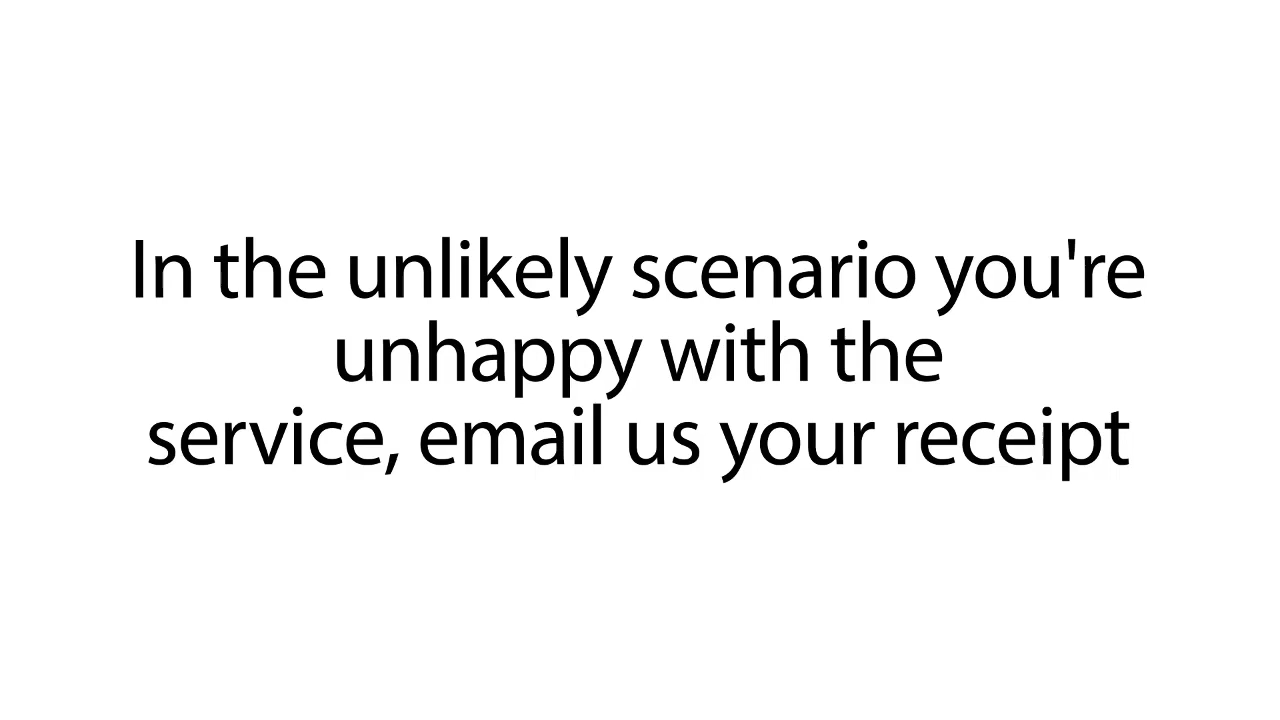 In the unlikely scenario you're
unhappy with the
service, email us your receipt